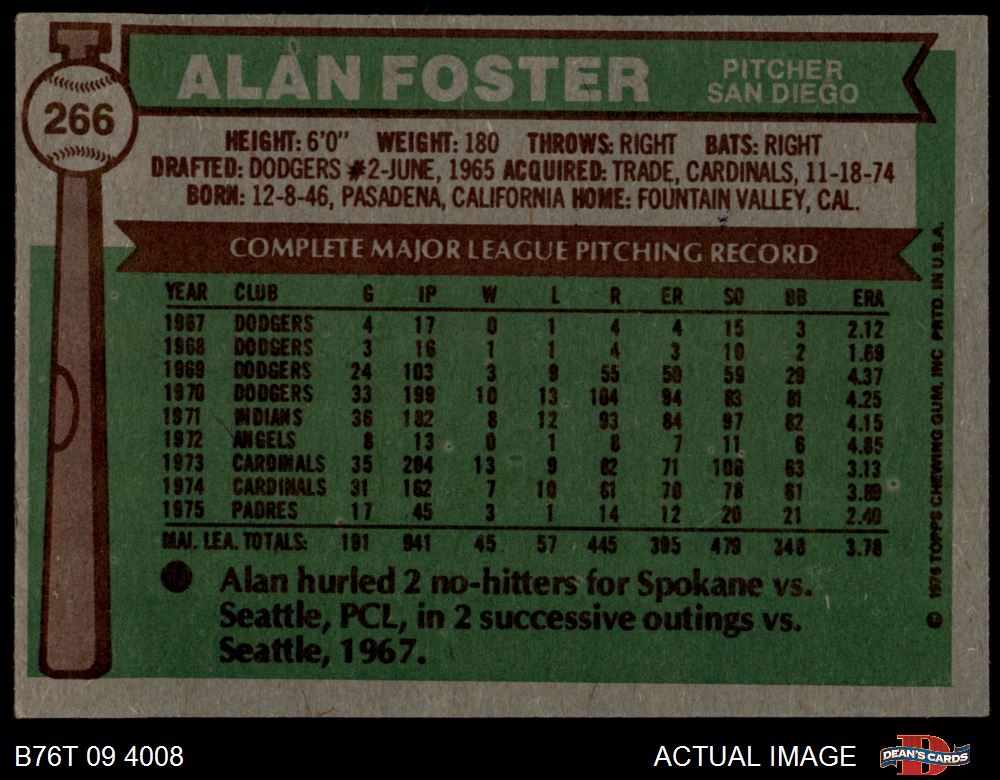 266
ALAN FOSTER
PITCHER
SAN DIEGO
HEIGHT: 6'0" WEIGHT: 180 THROWS: RIGHT BATS: RIGHT
DRAFTED: DODGERS #2-JUNE, 1965 ACQUIRED: TRADE, CARDINALS, 11-18-74
BORN: 12-8-46, PASADENA, CALIFORNIA HOME: FOUNTAIN VALLEY, CAL.
COMPLETE MAJOR LEAGUE PITCHING RECORD
YEAR CLUB G IP W L R ER SO BB ERA
1967 DODGERS 4 17 0 1 4 4 15 3 2.12
1968 DODGERS 3 16 1 1 4 3 10 2 1.69
1969 DODGERS 24 103 3 9 55 50 59 29 4.37
1970 DODGERS 33 199 10 13 104 94 83 81 4.25
1971 INDIANS 36 182 8 12 93 84 97 82 4.15
1972 ANGELS 8 13 0 1 8 7 11 6 4.85
1973 CARDINALS 35 204 13 9 82 71 106 63 3.13
1974 CARDINALS 31 162 7 10 81 70 78 61 3.89
1975 PADRES 17 45 3 1 14 12 20 21 2.40
MAJ. LEA. TOTALS: 191 941 45 57 445 395 479 348 3.78
Alan hurled 2 no-hitters for Spokane vs.
Seattle, PCL, in 2 successive outings vs.
Seattle, 1967.
© 1976 TOPPS CHEWING GUM, INC PRTD. IN U.S.A.
B76T 09 4008
ACTUAL IMAGE
DEAN'S CARDS